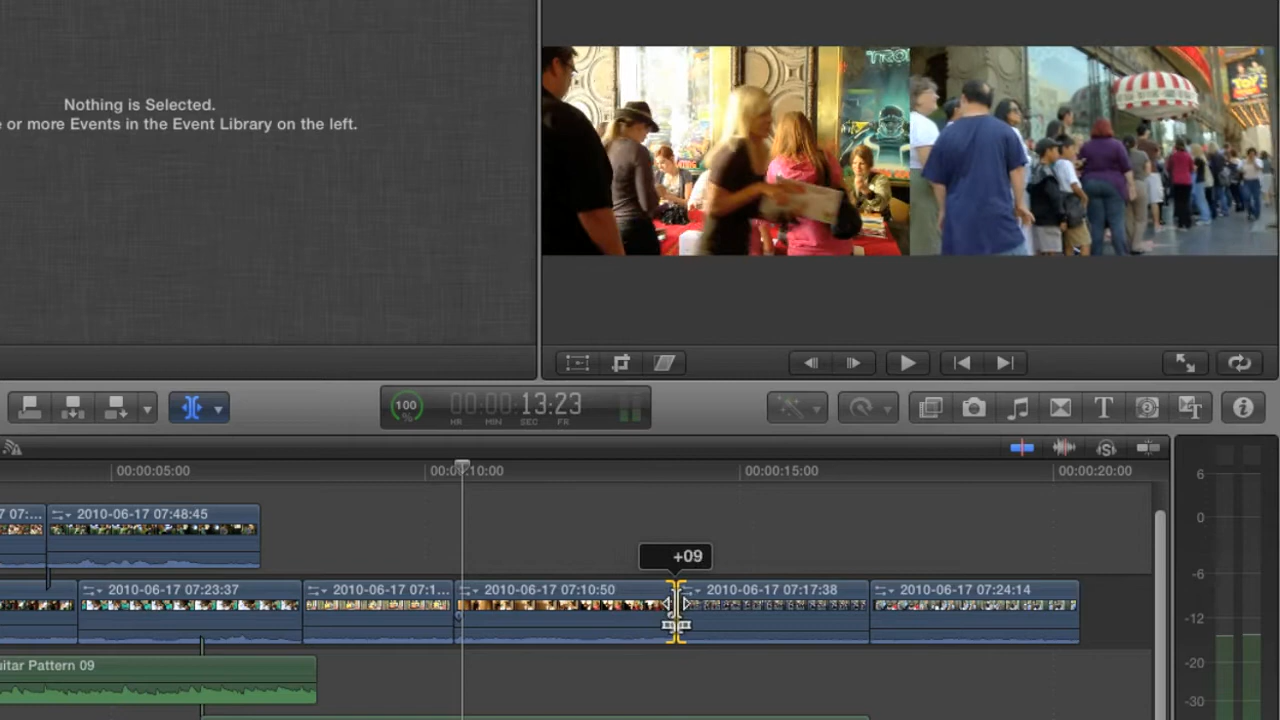 Nothing is Selected.
e or more Events in the Event Library on the left.
TRO
TOY
100
%
00:00:13:23
HR MIN SEC FR
T
T
00:00:05:00
00:00:10:00
00:00:15:00
00:00:20:00
6
0
-6
-12
-20
-30
07:...
2010-06-17 07:48:45
+09
2010-06-17 07:23:37
2010-06-17 07:1...
2010-06-17 07:10:50
2010-06-17 07:17:38
2010-06-17 07:24:14
uitar Pattern 09